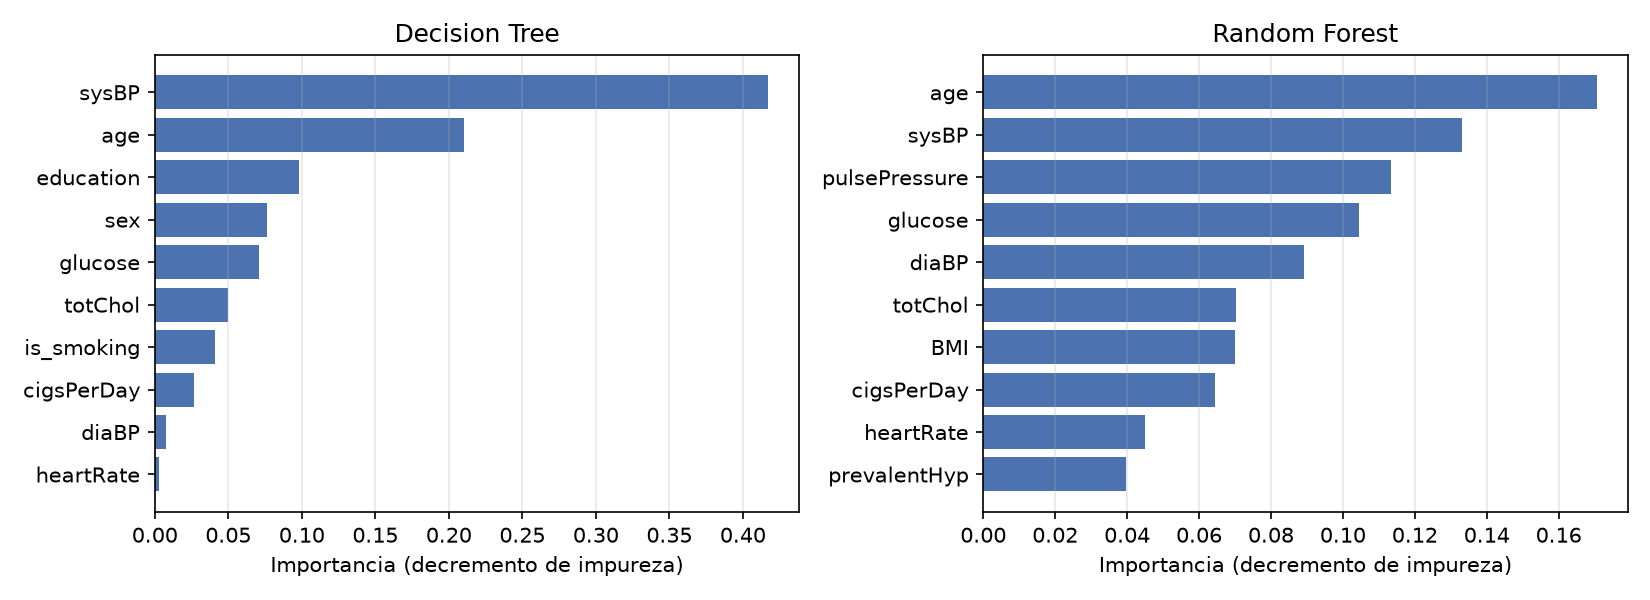 Decision Tree
sysBP
age
education
sex
glucose
totChol
is_smoking
cigsPerDay
diaBP
heartRate
0.00 0.05 0.10 0.15 0.20 0.25 0.30 0.35 0.40
Importancia (decremento de impureza)
Random Forest
age
sysBP
pulsePressure
glucose
diaBP
totChol
BMI
cigsPerDay
heartRate
prevalentHyp
0.00 0.02 0.04 0.06 0.08 0.10 0.12 0.14 0.16
Importancia (decremento de impureza)